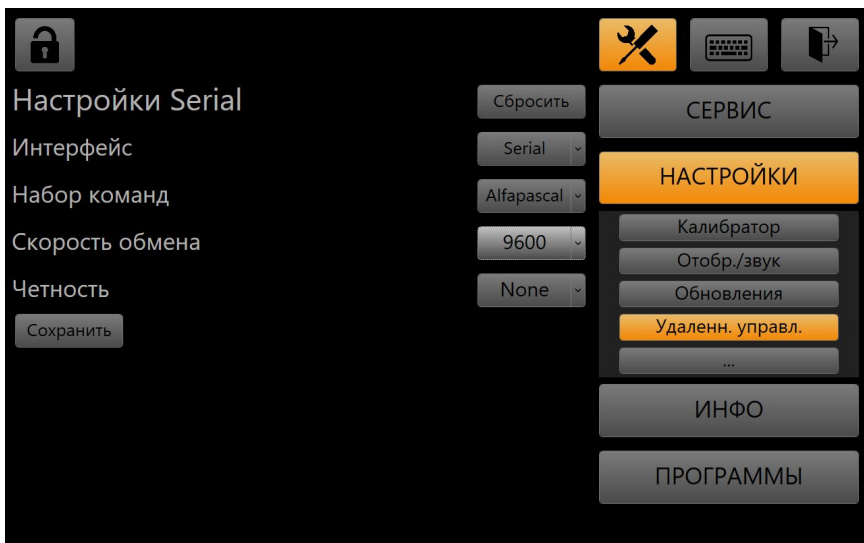 Настройки Serial
Сбросить
Интерфейс
Serial
Набор команд
Alfapascal
Скорость обмена
9600
Четность
None
Сохранить
СЕРВИС
НАСТРОЙКИ
Калибратор
Отобр./звук
Обновления
Удаленн. управл.
...
ИНФО
ПРОГРАММЫ